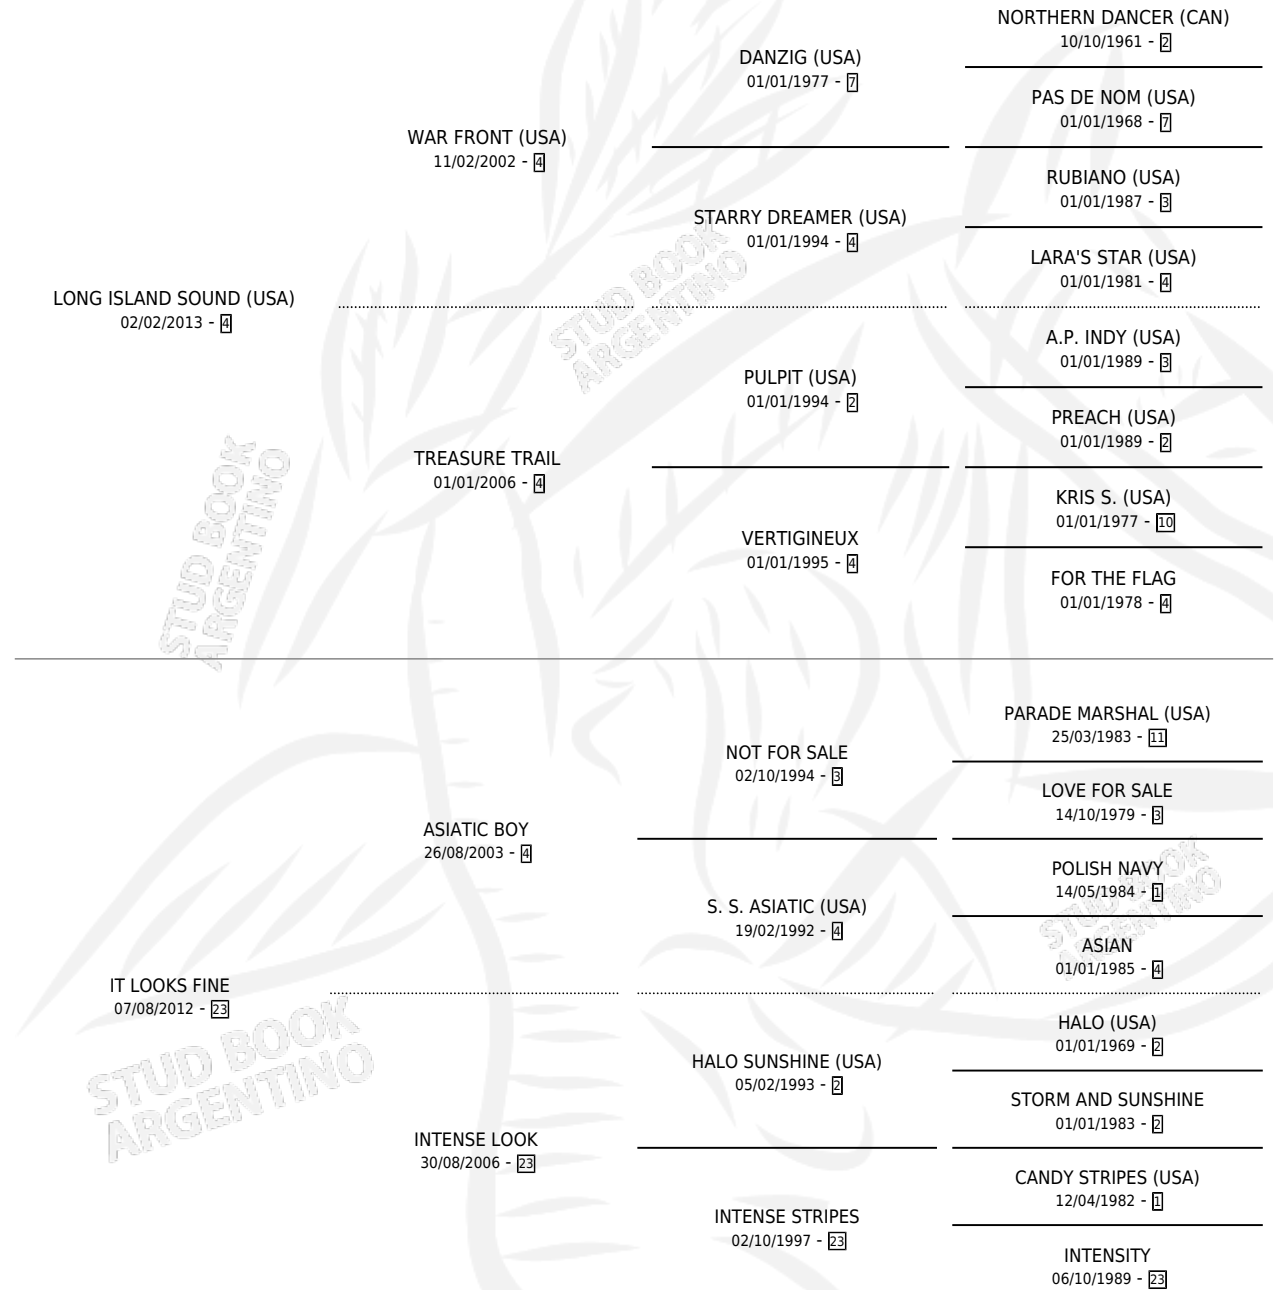 NORTHERN DANCER (CAN)
10/10/1961 - 2
DANZIG (USA)
01/01/1977 - 7
PAS DE NOM (USA)
01/01/1968 - 7
WAR FRONT (USA)
11/02/2002 - 4
RUBIANO (USA)
01/01/1987 - 3
STARRY DREAMER (USA)
01/01/1994 - 4
LARA'S STAR (USA)
01/01/1981 - 4
LONG ISLAND SOUND (USA)
02/02/2013 - 4
STUD BOOK
ARGENTINO
A.P. INDY (USA)
01/01/1989 - 3
PULPIT (USA)
01/01/1994 - 2
PREACH (USA)
01/01/1989 - 2
TREASURE TRAIL
01/01/2006 - 4
KRIS S. (USA)
01/01/1977 - 10
VERTIGINEUX
01/01/1995 - 4
FOR THE FLAG
01/01/1978 - 4
STUD BOOK
ARGENTINO
PARADE MARSHAL (USA)
25/03/1983 - 11
NOT FOR SALE
02/10/1994 - 3
LOVE FOR SALE
14/10/1979 - 3
ASIATIC BOY
26/08/2003 - 4
POLISH NAVY
14/05/1984 - 1
S. S. ASIATIC (USA)
19/02/1992 - 4
STUD BOOK
ARGENTINO
ASIAN
01/01/1985 - 4
IT LOOKS FINE
07/08/2012 - 23
HALO (USA)
01/01/1969 - 2
HALO SUNSHINE (USA)
05/02/1993 - 2
STUD BOOK
ARGENTINO
STORM AND SUNSHINE
01/01/1983 - 2
INTENSE LOOK
30/08/2006 - 23
CANDY STRIPES (USA)
12/04/1982 - 1
INTENSE STRIPES
02/10/1997 - 23
INTENSITY
06/10/1989 - 23